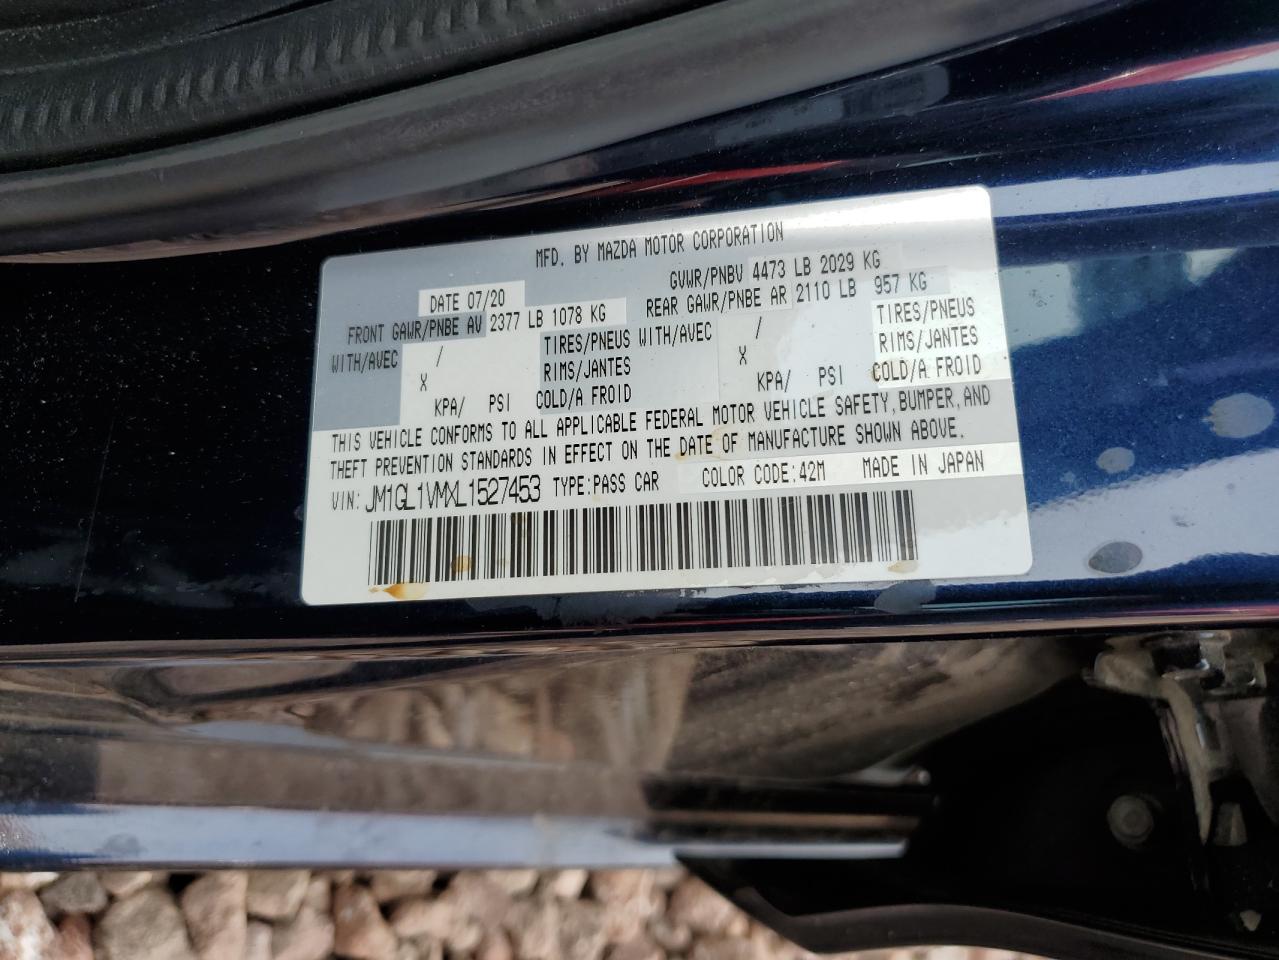 MFD. BY MAZDA MOTOR CORPORATION
DATE 07/20 GVWR/PNBV 4473 LB 2029 KG
FRONT GAWR/PNBE AV 2377 LB 1078 KG REAR GAWR/PNBE AR 2110 LB 957 KG
WITH/AVEC / TIRES/PNEUS WITH/AVEC / TIRES/PNEUS
X RIMS/JANTES X RIMS/JANTES
KPA/ PSI COLD/A FROID KPA/ PSI COLD/A FROID
THIS VEHICLE CONFORMS TO ALL APPLICABLE FEDERAL MOTOR VEHICLE SAFETY, BUMPER, AND
THEFT PREVENTION STANDARDS IN EFFECT ON THE DATE OF MANUFACTURE SHOWN ABOVE.
VIN: JM1GL1VMXL1527453 TYPE: PASS CAR COLOR CODE: 42M MADE IN JAPAN